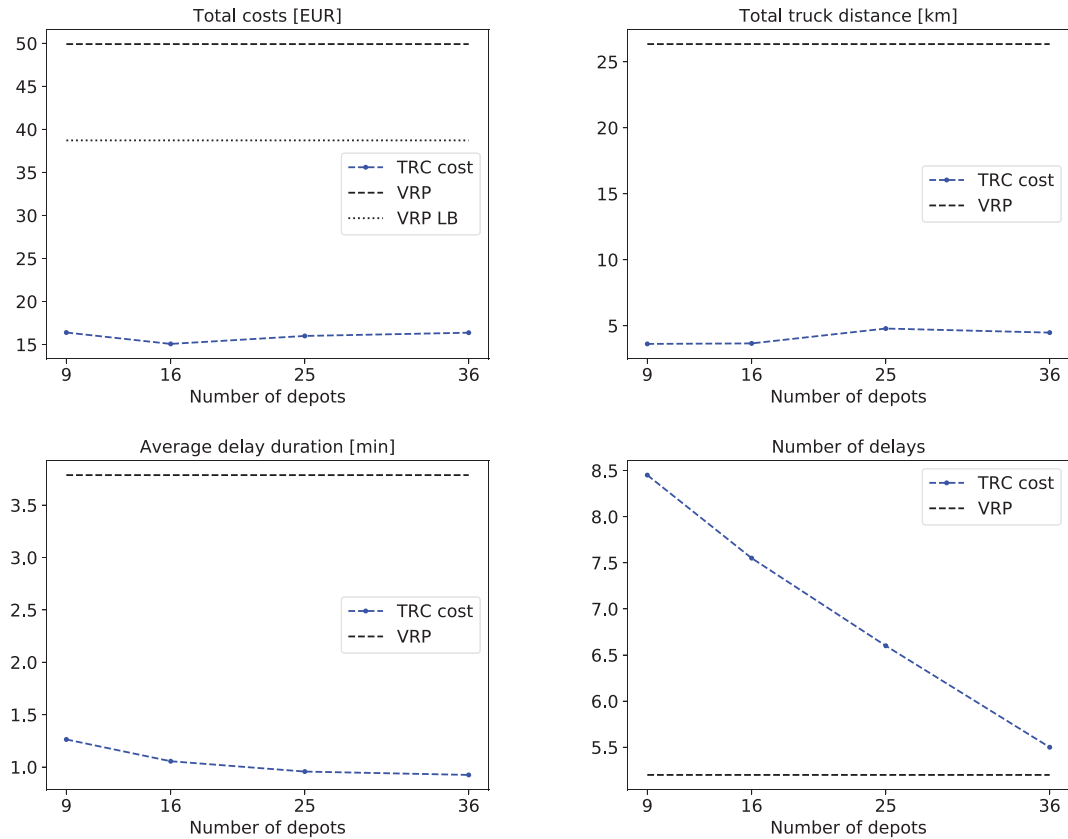 Total costs [EUR]
50
45
40
35
30
25
20
15
TRC cost
VRP
VRP LB
9 16 25 36
Number of depots
Total truck distance [km]
25
20
15
10
5
TRC cost
VRP
9 16 25 36
Number of depots
Average delay duration [min]
3.5
3.0
2.5
2.0
1.5
1.0
TRC cost
VRP
9 16 25 36
Number of depots
Number of delays
8.5
8.0
7.5
7.0
6.5
6.0
5.5
TRC cost
VRP
9 16 25 36
Number of depots